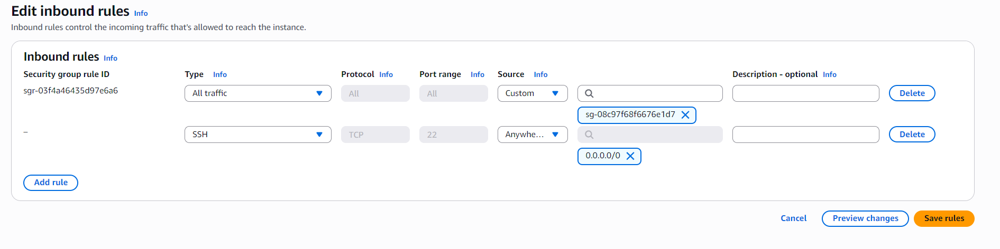 Edit inbound rules Info
Inbound rules control the incoming traffic that's allowed to reach the instance.
Inbound rules Info
Security group rule ID Type Info Protocol Info Port range Info Source Info Description - optional Info
sgr-03f4a46435d97e6a6 All traffic All All Custom Delete
sg-08c97f68f6676e1d7
– SSH TCP 22 Anywhe... Delete
0.0.0.0/0
Add rule
Cancel Preview changes Save rules